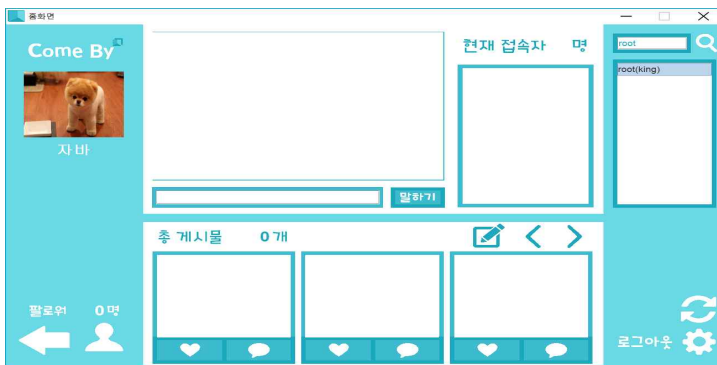 홈화면
Come By
자바
팔로워 0명
말하기
현재 접속자 명
총 게시물 0개
root
root(king)
로그아웃